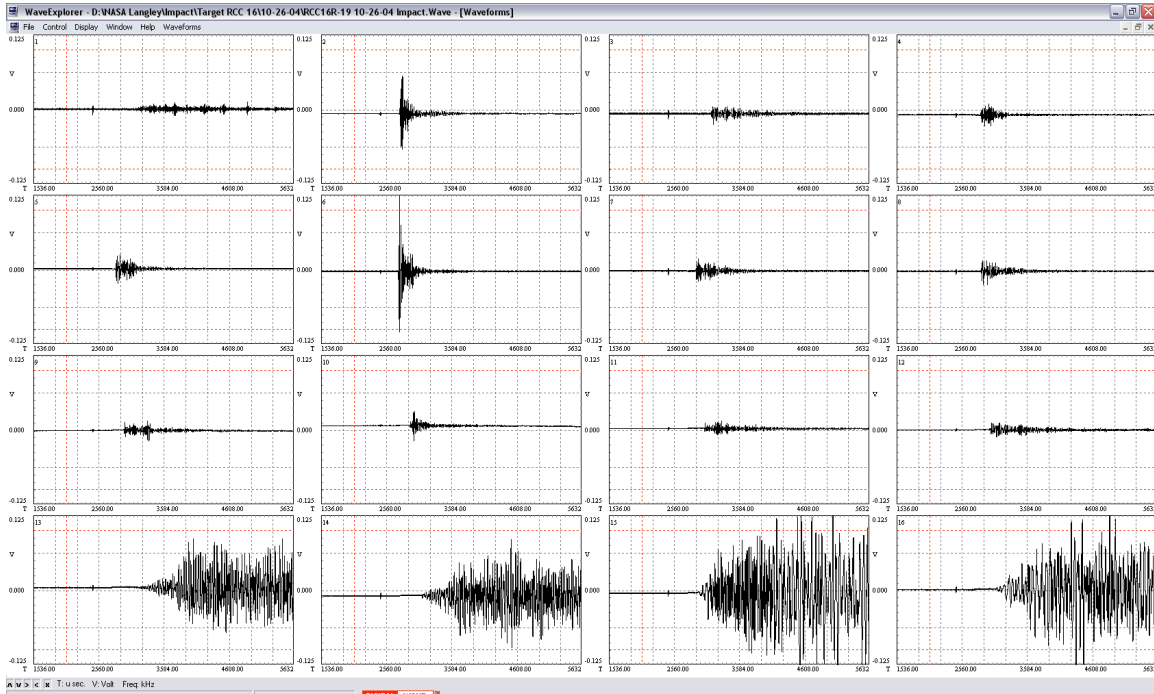 WaveExplorer - D:\NASA Langley\Impact\Target RCC 16\10-26-04\RCC16R-19 10-26-04 Impact.Wave - [Waveforms]
File Control Display Window Help Waveforms
0.125 1 0.125 2 0.125 3 0.125 4
V V V V
0.000 0.000 0.000 0.000
-0.125 -0.125 -0.125 -0.125
T 1536.00 2560.00 3584.00 4608.00 5632 T 1536.00 2560.00 3584.00 4608.00 5632 T 1536.00 2560.00 3584.00 4608.00 5632 T 1536.00 2560.00 3584.00 4608.00 5632
0.125 5 0.125 6 0.125 7 0.125 8
V V V V
0.000 0.000 0.000 0.000
-0.125 -0.125 -0.125 -0.125
T 1536.00 2560.00 3584.00 4608.00 5632 T 1536.00 2560.00 3584.00 4608.00 5632 T 1536.00 2560.00 3584.00 4608.00 5632 T 1536.00 2560.00 3584.00 4608.00 5632
0.125 9 0.125 10 0.125 11 0.125 12
V V V V
0.000 0.000 0.000 0.000
-0.125 -0.125 -0.125 -0.125
T 1536.00 2560.00 3584.00 4608.00 5632 T 1536.00 2560.00 3584.00 4608.00 5632 T 1536.00 2560.00 3584.00 4608.00 5632 T 1536.00 2560.00 3584.00 4608.00 5632
0.125 13 0.125 14 0.125 15 0.125 16
V V V V
0.000 0.000 0.000 0.000
-0.125 -0.125 -0.125 -0.125
T 1536.00 2560.00 3584.00 4608.00 5632 T 1536.00 2560.00 3584.00 4608.00 5632 T 1536.00 2560.00 3584.00 4608.00 5632 T 1536.00 2560.00 3584.00 4608.00 5632
T: u sec. V: Volt Freq: kHz